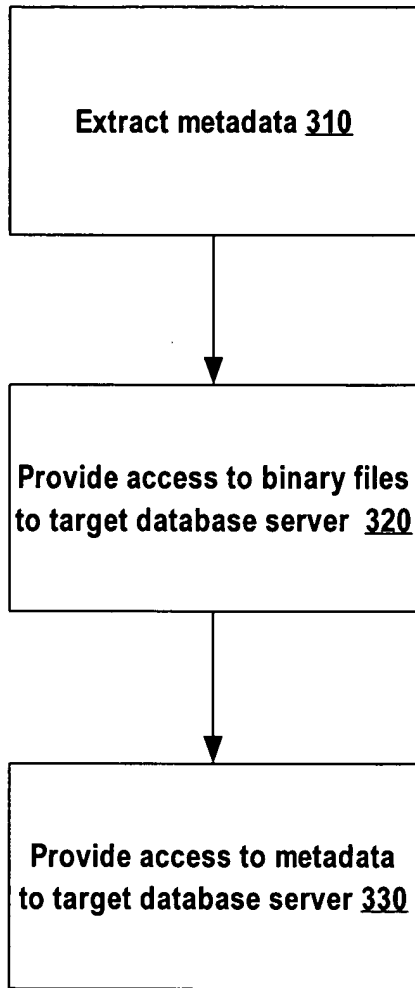 Extract metadata 310
Provide access to binary files
to target database server 320
Provide access to metadata
to target database server 330